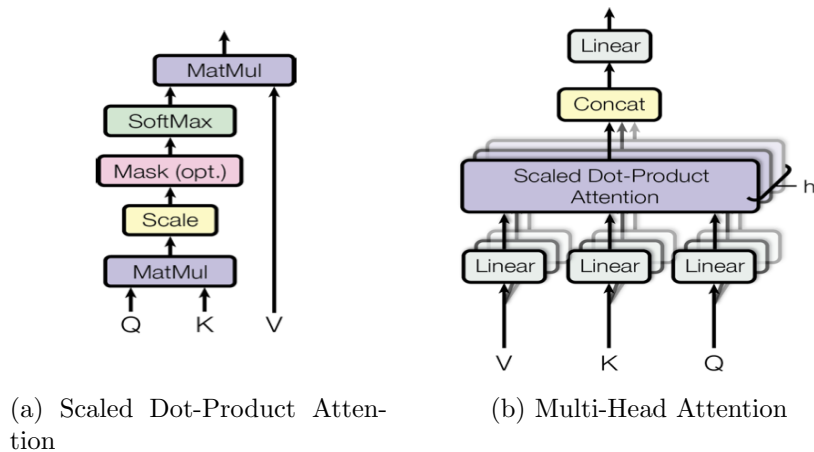 MatMul
SoftMax
Mask (opt.)
Scale
MatMul
Q K V
(a) Scaled Dot-Product Atten-
tion
Linear
Concat
Scaled Dot-Product
Attention
h
Linear Linear Linear
V K Q
(b) Multi-Head Attention